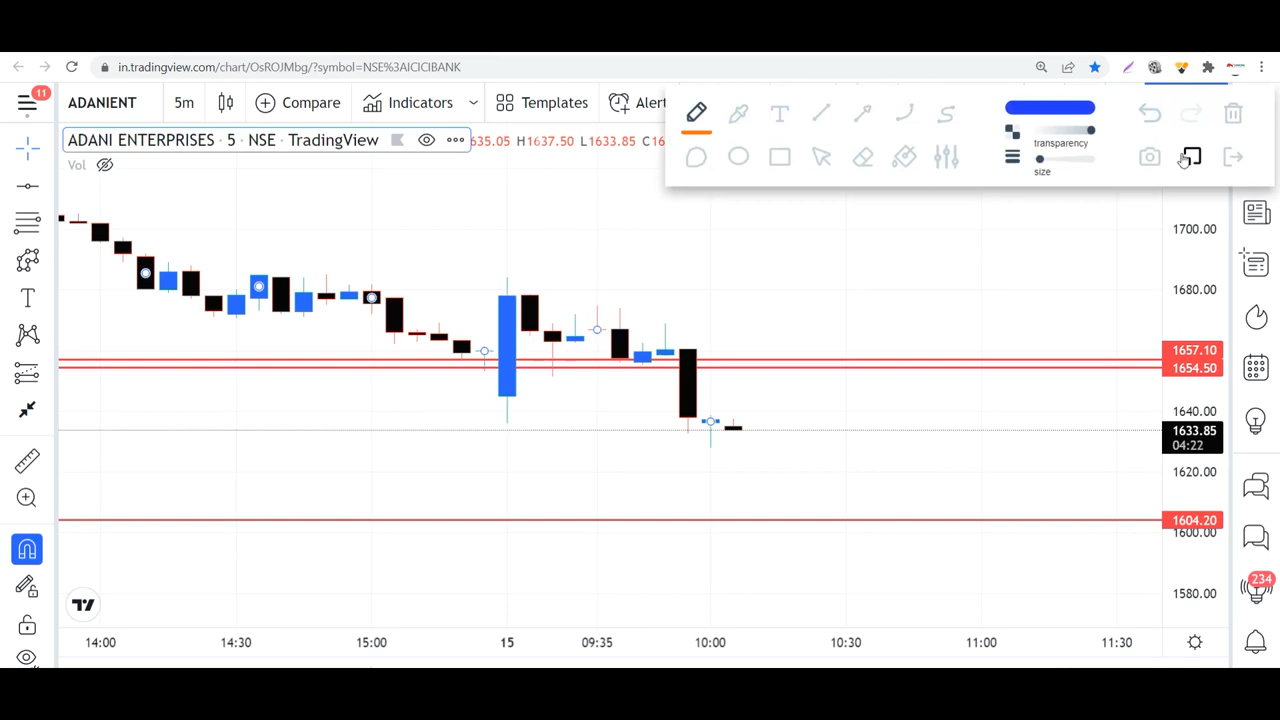 in.tradingview.com/chart/OsROJMbg/?symbol=NSE%3AICICIBANK
11
ADANIENT
5m
Compare
Indicators
Templates
Alert
ADANI ENTERPRISES · 5 · NSE · TradingView
635.05 H1637.50 L1633.85 C16
Vol
T
transparency
size
1700.00
1680.00
1657.10
1654.50
1640.00
1633.85
04:22
1620.00
1604.20
1600.00
1580.00
234
14:00 14:30 15:00 15 09:35 10:00 10:30 11:00 11:30